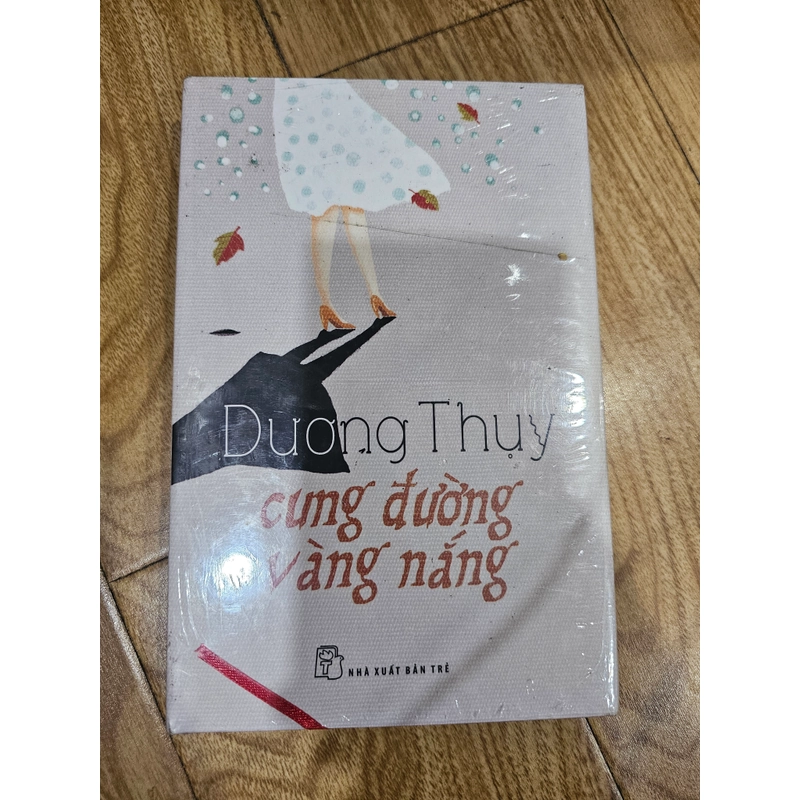 Dương Thụy
cung đường
vàng nắng
NHÀ XUẤT BẢN TRẺ